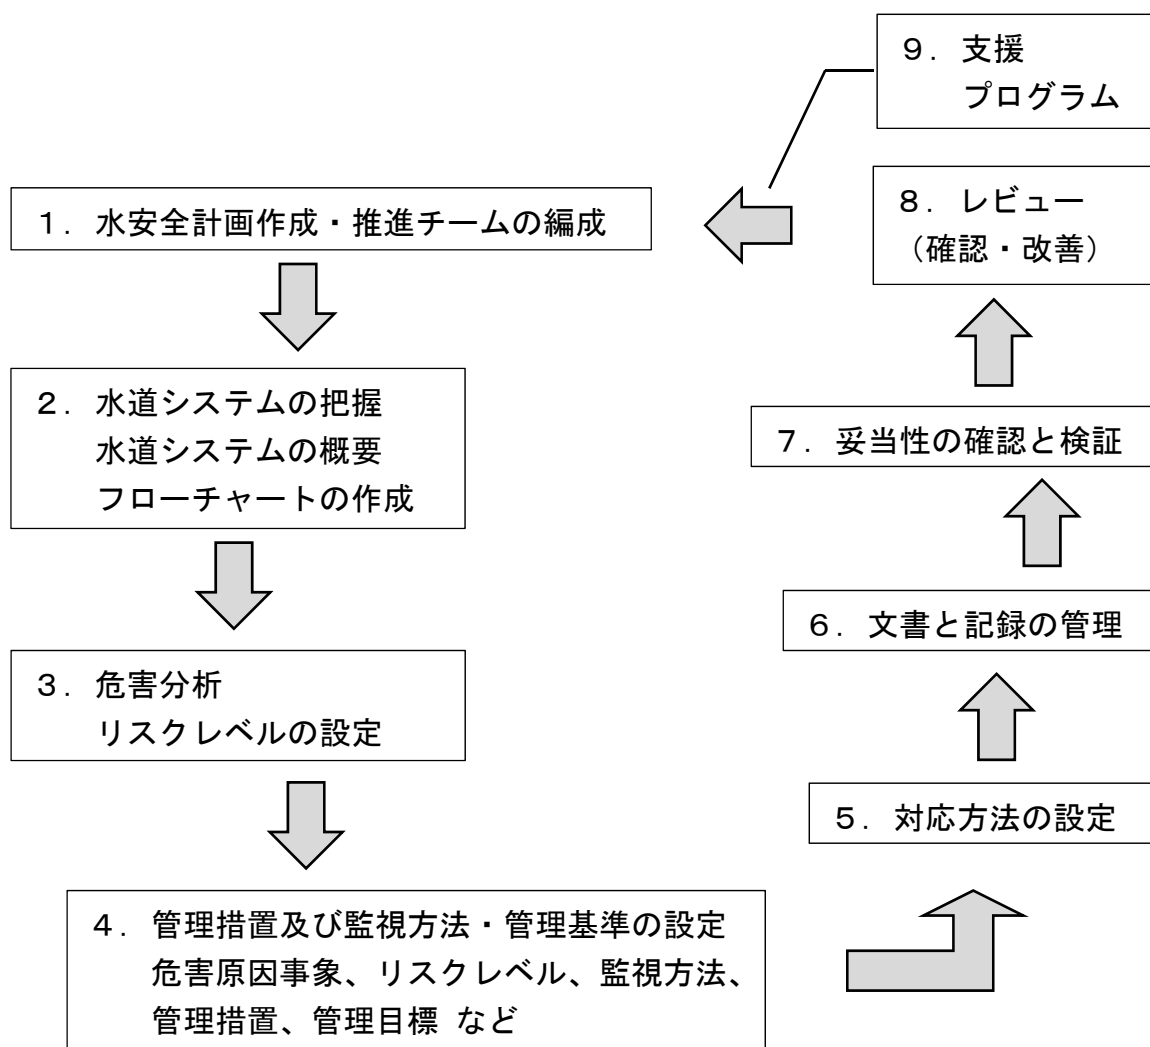 ９．支援
プログラム
１．水安全計画作成・推進チームの編成
８．レビュー
（確認・改善）
２．水道システムの把握
水道システムの概要
フローチャートの作成
７．妥当性の確認と検証
６．文書と記録の管理
３．危害分析
リスクレベルの設定
５．対応方法の設定
４．管理措置及び監視方法・管理基準の設定
危害原因事象、リスクレベル、監視方法、
管理措置、管理目標 など